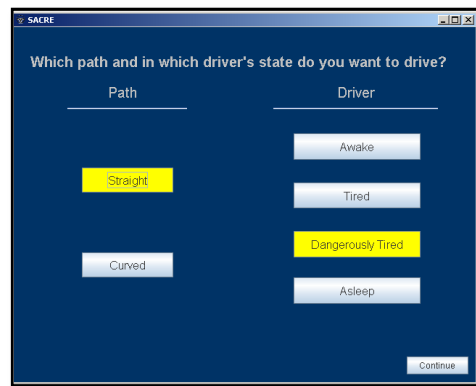 SACRE
Which path and in which driver's state do you want to drive?
Path
Driver
Straight
Curved
Awake
Tired
Dangerously Tired
Asleep
Continue